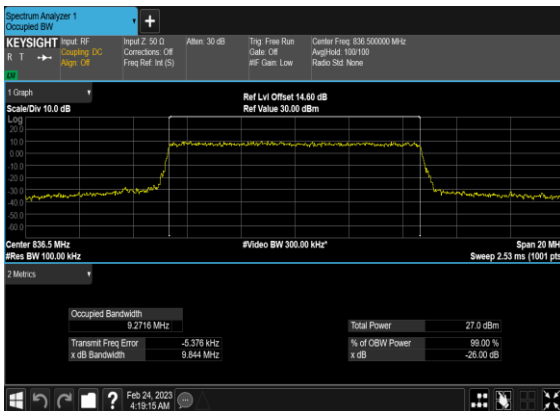 Spectrum Analyzer 1
Occupied BW
KEYSIGHT Input: RF Input Z: 50 Ω Atten: 30 dB Trig: Free Run Center Freq: 836.500000 MHz
R T Coupling: DC Corrections: Off Gate: Off Avg|Hold: 100/100
Align: Off Freq Ref: Int (S) #IF Gain: Low Radio Std: None
LV
1 Graph
Ref Lvl Offset 14.60 dB
Scale/Div 10.0 dB Ref Value 30.00 dBm
Log
20.0
10.0
0.00
-10.0
-20.0
-30.0
-40.0
-50.0
-60.0
Center 836.5 MHz #Video BW 300.00 kHz* Span 20 MH
#Res BW 100.00 kHz Sweep 2.53 ms (1001 pts
2 Metrics
Occupied Bandwidth
9.2716 MHz Total Power 27.0 dBm
Transmit Freq Error -5.376 kHz % of OBW Power 99.00 %
x dB Bandwidth 9.844 MHz x dB -26.00 dB
Feb 24, 2023
4:19:15 AM